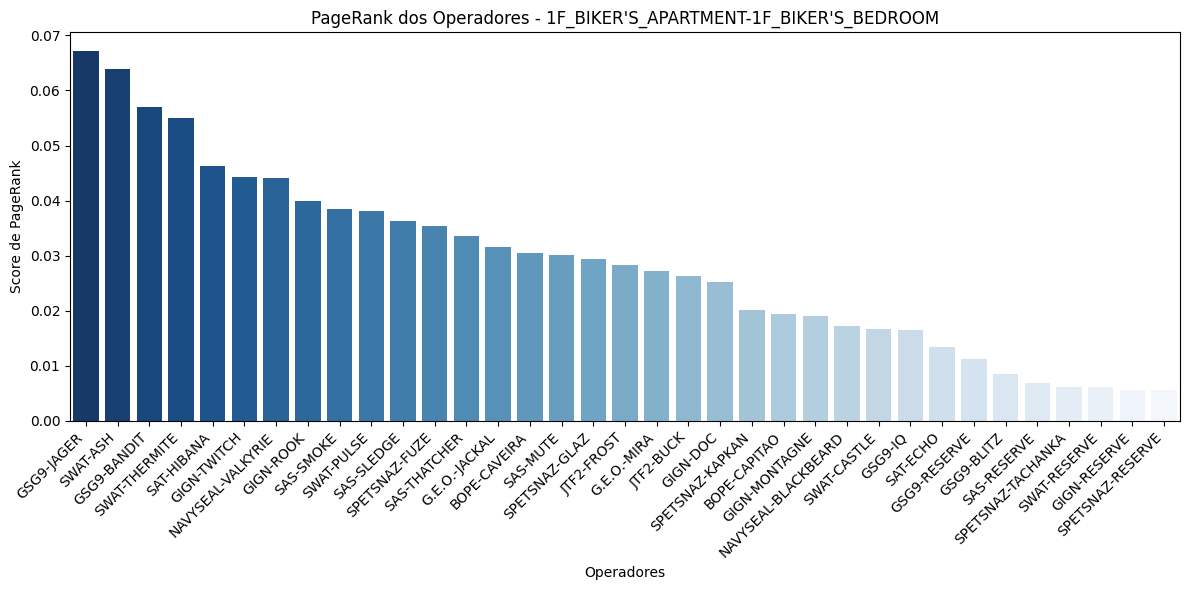 PageRank dos Operadores - 1F_BIKER'S_APARTMENT-1F_BIKER'S_BEDROOM
Score de PageRank
0.07
0.06
0.05
0.04
0.03
0.02
0.01
0.00
GSG9-JAGER
SWAT-ASH
GSG9-BANDIT
SWAT-THERMITE
SAT-HIBANA
GIGN-TWITCH
NAVYSEAL-VALKYRIE
GIGN-ROOK
SAS-SMOKE
SWAT-PULSE
SAS-SLEDGE
SPETSNAZ-FUZE
SAS-THATCHER
G.E.O.-JACKAL
BOPE-CAVEIRA
SAS-MUTE
SPETSNAZ-GLAZ
JTF2-FROST
G.E.O.-MIRA
JTF2-BUCK
GIGN-DOC
SPETSNAZ-KAPKAN
BOPE-CAPITAO
GIGN-MONTAGNE
NAVYSEAL-BLACKBEARD
SWAT-CASTLE
GSG9-IQ
SAT-ECHO
GSG9-RESERVE
GSG9-BLITZ
SAS-RESERVE
SPETSNAZ-TACHANKA
SWAT-RESERVE
GIGN-RESERVE
SPETSNAZ-RESERVE
Operadores